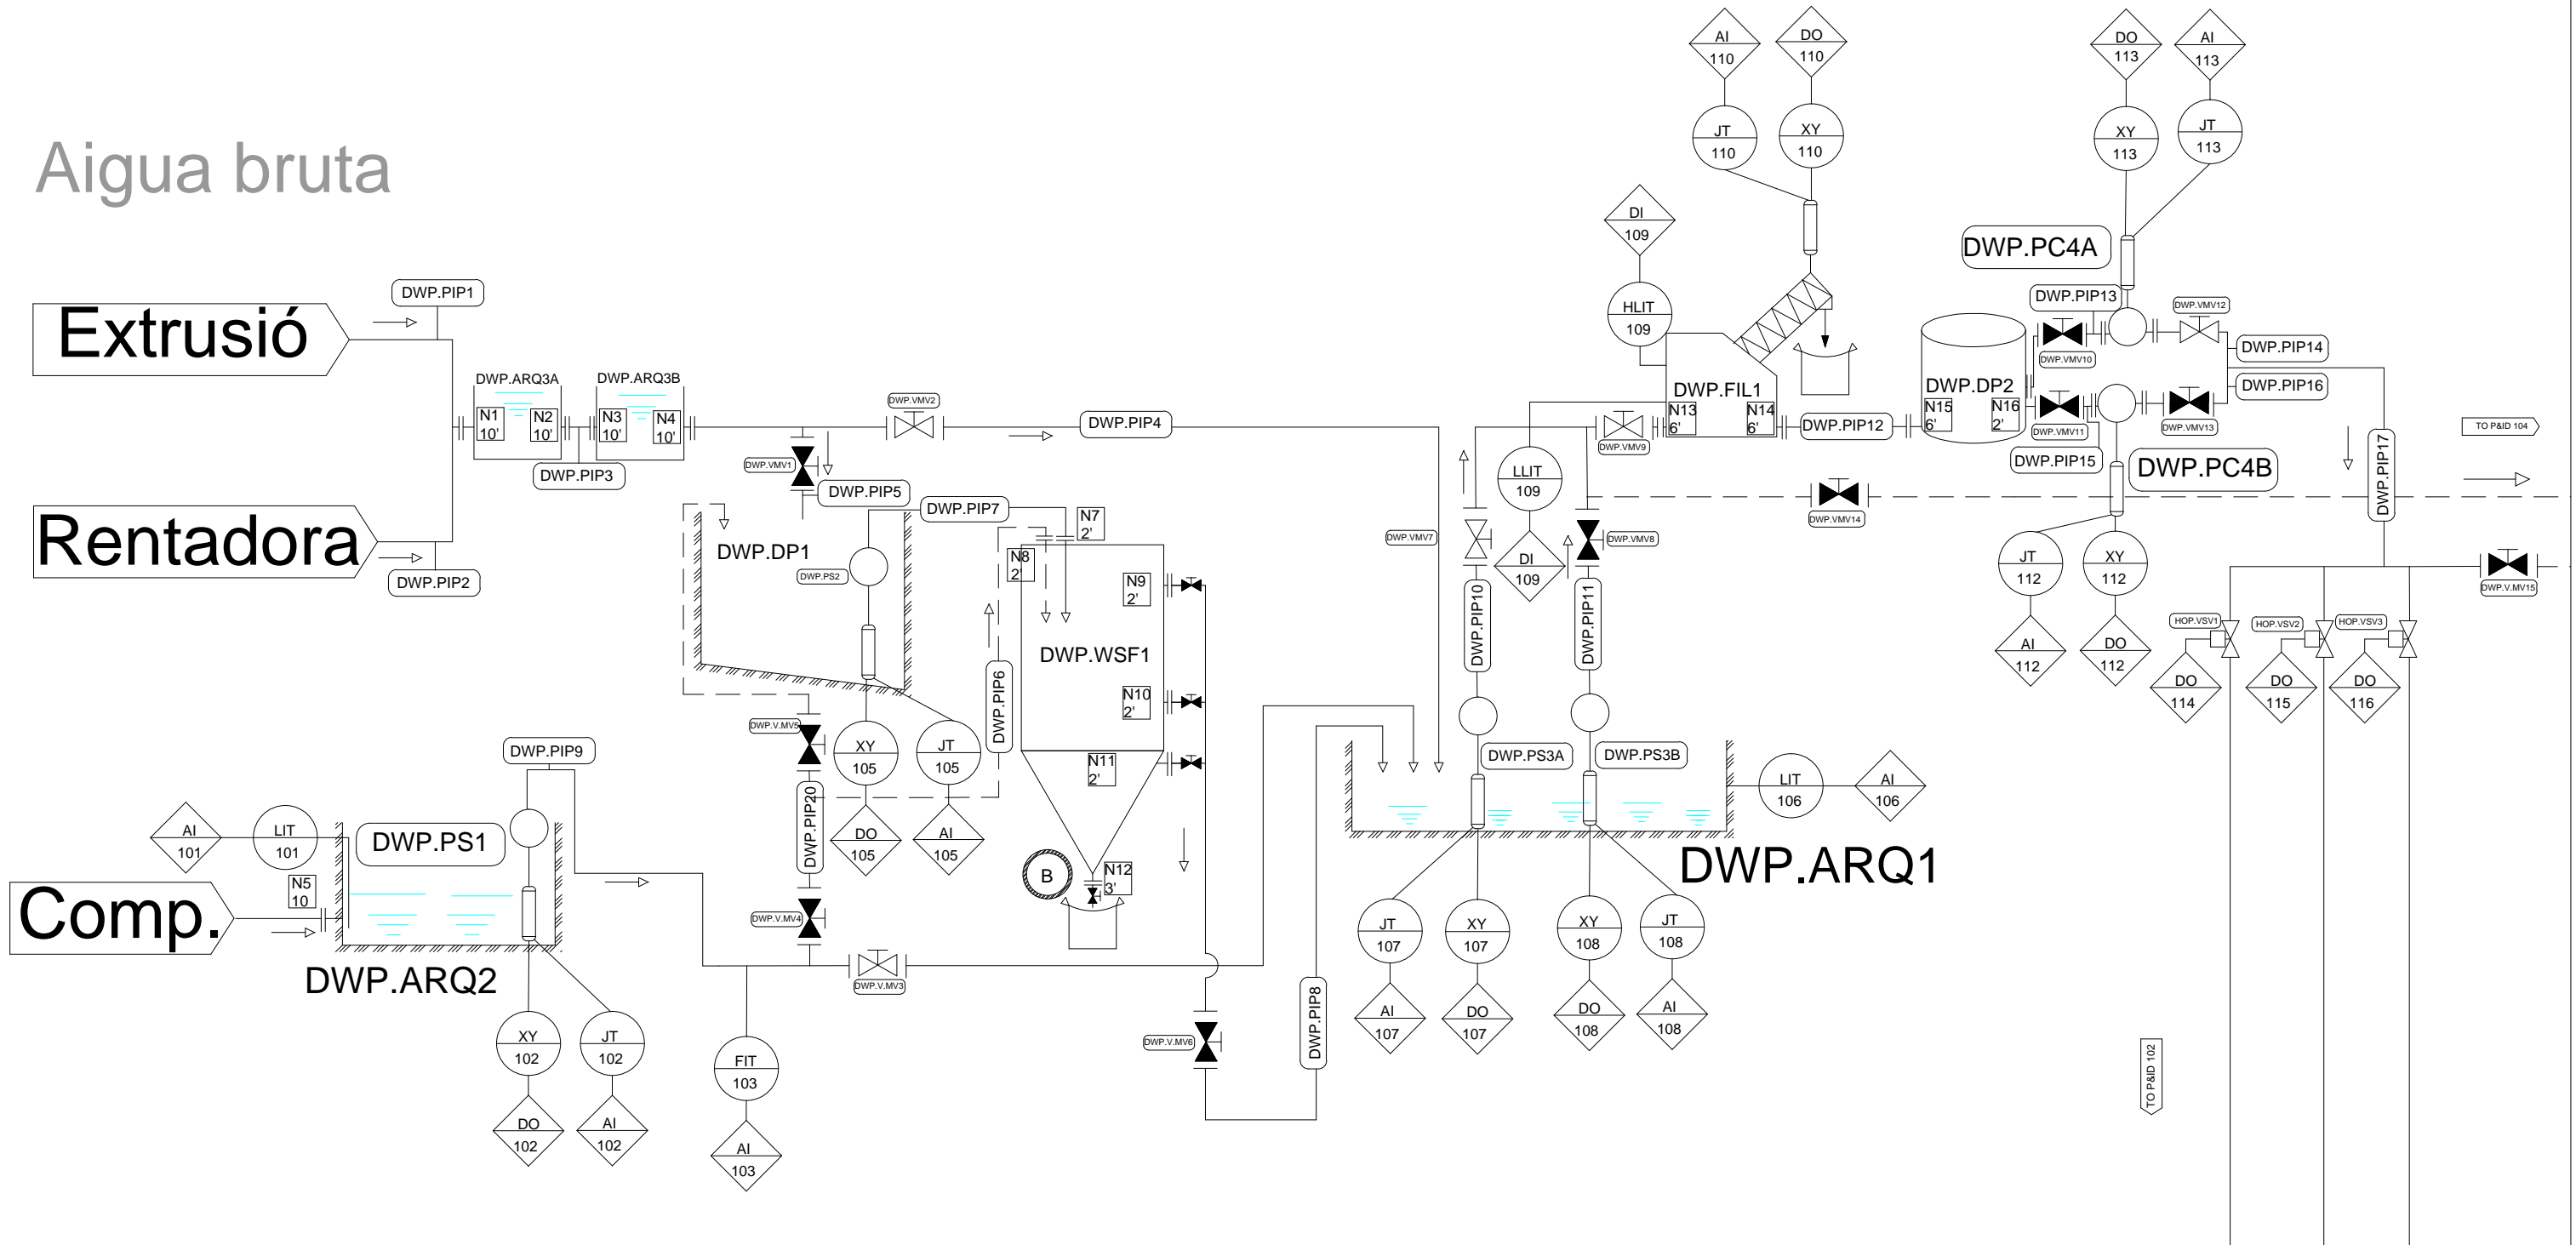 Aigua bruta
Extrusió
DWP.PIP1
Rentadora
DWP.PIP2
DWP.ARQ3A
N1
10'
N2
10'
DWP.PIP3
DWP.ARQ3B
N3
10'
N4
10'
DWP.VMV2
DWP.PIP4
DWP.VMV1
DWP.PIP5
DWP.PIP7
DWP.DP1
DWP.PS2
N7
2'
N8
2'
N9
2'
DWP.WSF1
N10
2'
N11
2'
N12
3'
B
DWP.PIP6
DWP.V.MV5
XY
105
JT
105
DO
105
AI
105
DWP.PIP20
DWP.V.MV4
DWP.V.MV3
DWP.PIP9
AI
101
LIT
101
DWP.PS1
N5
10
Comp.
DWP.ARQ2
XY
102
JT
102
DO
102
AI
102
FIT
103
AI
103
DWP.V.MV6
DWP.PIP8
AI
110
DO
110
JT
110
XY
110
DI
109
HLIT
109
DWP.FIL1
N13
6'
N14
6'
DWP.VMV9
LLIT
109
DI
109
DWP.VMV7
DWP.VMV8
DWP.PIP10
DWP.PIP11
DWP.PS3A
DWP.PS3B
LIT
106
AI
106
DWP.ARQ1
JT
107
XY
107
XY
108
JT
108
AI
107
DO
107
DO
108
AI
108
DWP.PIP12
DWP.DP2
N15
6'
N16
2'
DO
113
AI
113
XY
113
JT
113
DWP.PC4A
DWP.PIP13
DWP.VMV12
DWP.VMV10
DWP.PIP14
DWP.PIP16
DWP.VMV11
DWP.VMV13
DWP.PIP15
DWP.PC4B
DWP.PIP17
DWP.VMV14
TO P&ID 104
JT
112
XY
112
AI
112
DO
112
DWP.V.MV15
HOP.VSV1
HOP.VSV2
HOP.VSV3
DO
114
DO
115
DO
116
TO P&ID 102